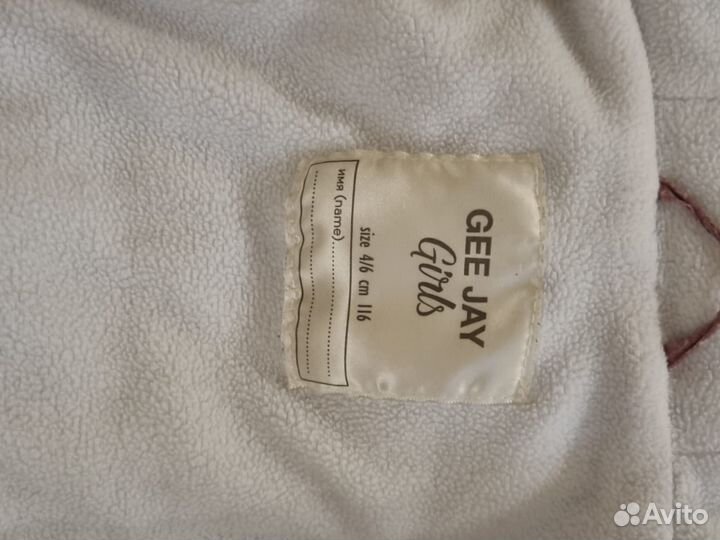 GEE JAY
Girls
size 4/6 cm 116
имя (name)
Avito